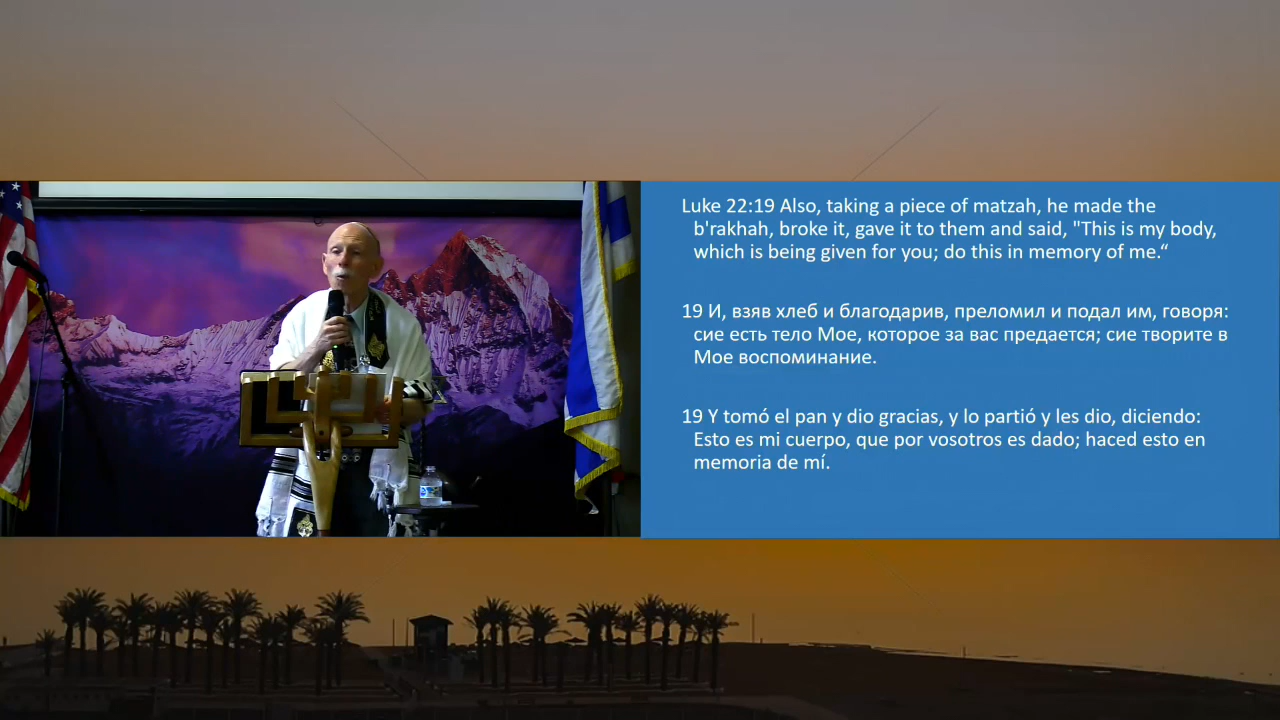 Luke 22:19 Also, taking a piece of matzah, he made the
b'rakhah, broke it, gave it to them and said, "This is my body,
which is being given for you; do this in memory of me.“
19 И, взяв хлеб и благодарив, преломил и подал им, говоря:
сие есть тело Мое, которое за вас предается; сие творите в
Мое воспоминание.
19 Y tomó el pan y dio gracias, y lo partió y les dio, diciendo:
Esto es mi cuerpo, que por vosotros es dado; haced esto en
memoria de mí.